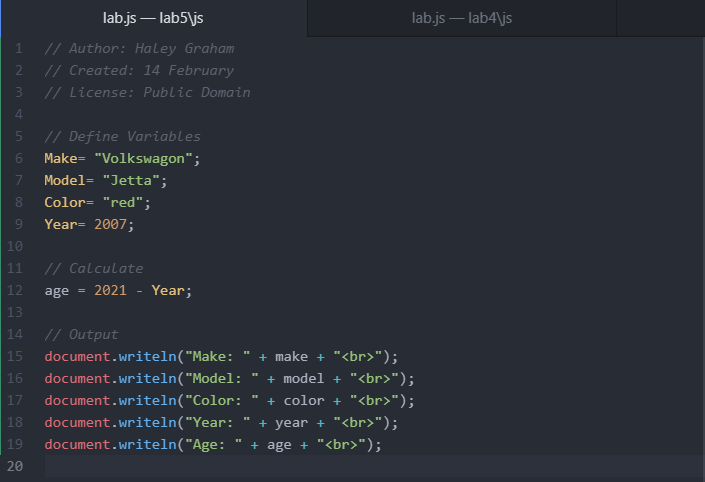 lab.js — lab5\js lab.js — lab4\js
1 // Author: Haley Graham
2 // Created: 14 February
3 // License: Public Domain
4
5 // Define Variables
6 Make= "Volkswagon";
7 Model= "Jetta";
8 Color= "red";
9 Year= 2007;
10
11 // Calculate
12 age = 2021 - Year;
13
14 // Output
15 document.writeln("Make: " + make + "<br>");
16 document.writeln("Model: " + model + "<br>");
17 document.writeln("Color: " + color + "<br>");
18 document.writeln("Year: " + year + "<br>");
19 document.writeln("Age: " + age + "<br>");
20